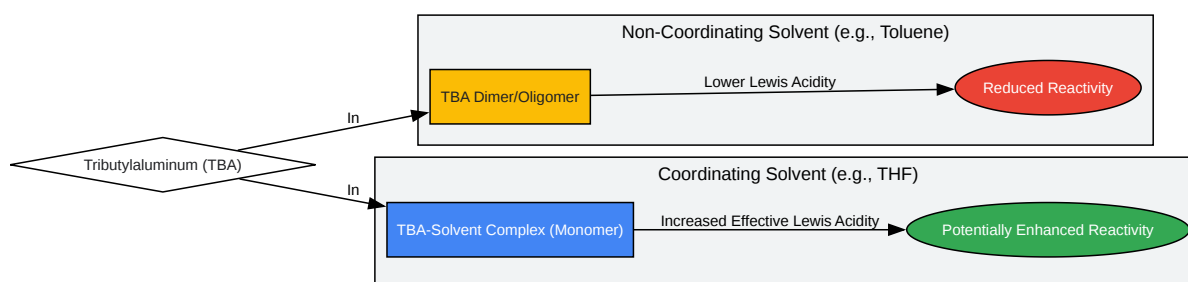 Non-Coordinating Solvent (e.g., Toluene)
TBA Dimer/Oligomer
Lower Lewis Acidity
Reduced Reactivity
In
Tributylaluminum (TBA)
In
Coordinating Solvent (e.g., THF)
TBA-Solvent Complex (Monomer)
Increased Effective Lewis Acidity
Potentially Enhanced Reactivity